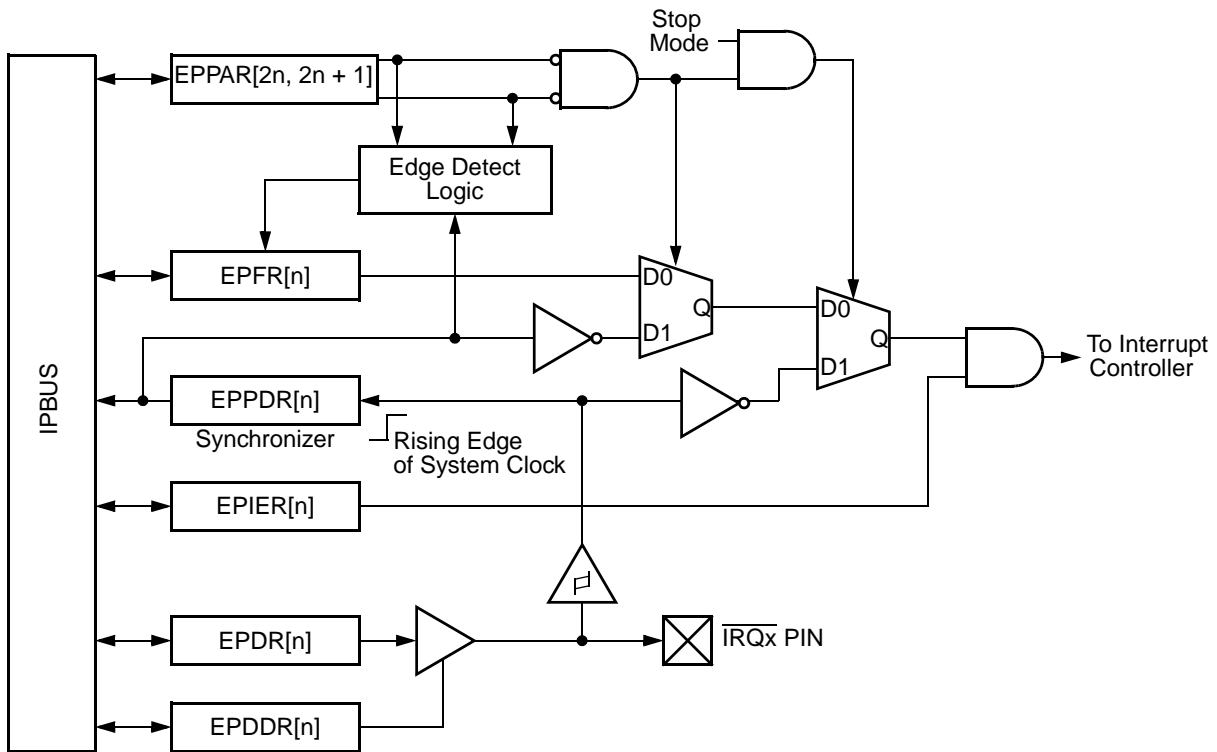 Stop
Mode
EPPAR[2n, 2n + 1]
Edge Detect
Logic
EPFR[n]
D0
D1
Q
D0
D1
Q
To Interrupt
Controller
IPBUS
EPPDR[n]
Synchronizer
Rising Edge
of System Clock
EPIER[n]
EPDR[n]
IRQx PIN
EPDDR[n]